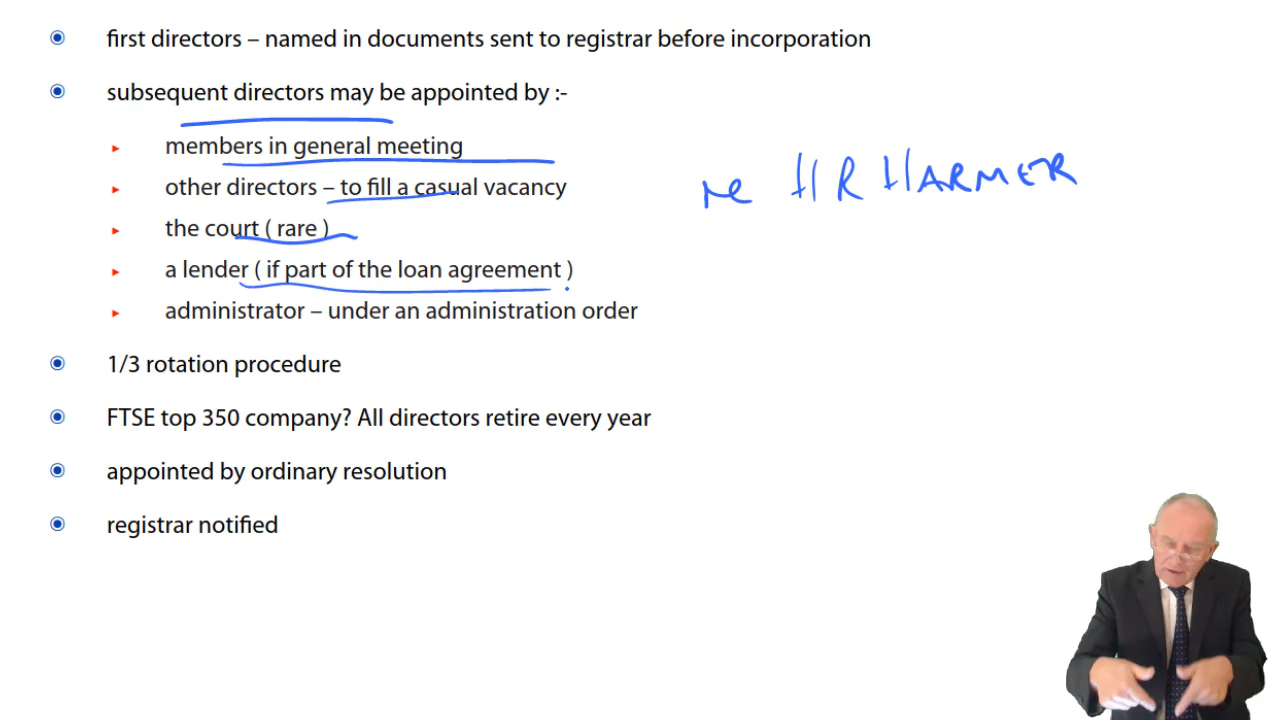 first directors – named in documents sent to registrar before incorporation
subsequent directors may be appointed by :-
members in general meeting
other directors – to fill a casual vacancy
the court ( rare )
a lender ( if part of the loan agreement )
administrator – under an administration order
re HR HARMER
1/3 rotation procedure
FTSE top 350 company? All directors retire every year
appointed by ordinary resolution
registrar notified